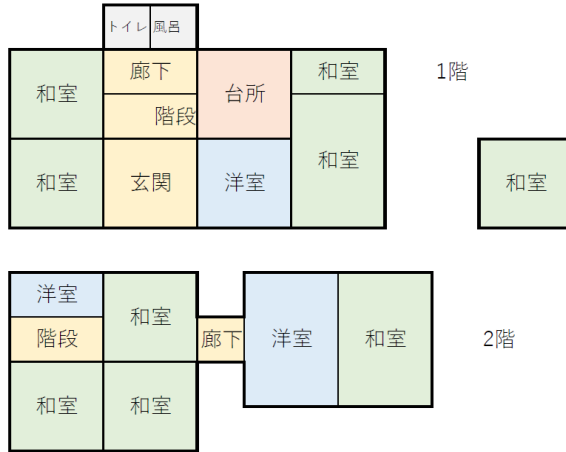 トイレ 風呂
和室 廊下 台所 和室 1階
階段
和室 玄関 洋室 和室 和室
洋室
和室
階段 廊下 洋室 和室 2階
和室 和室